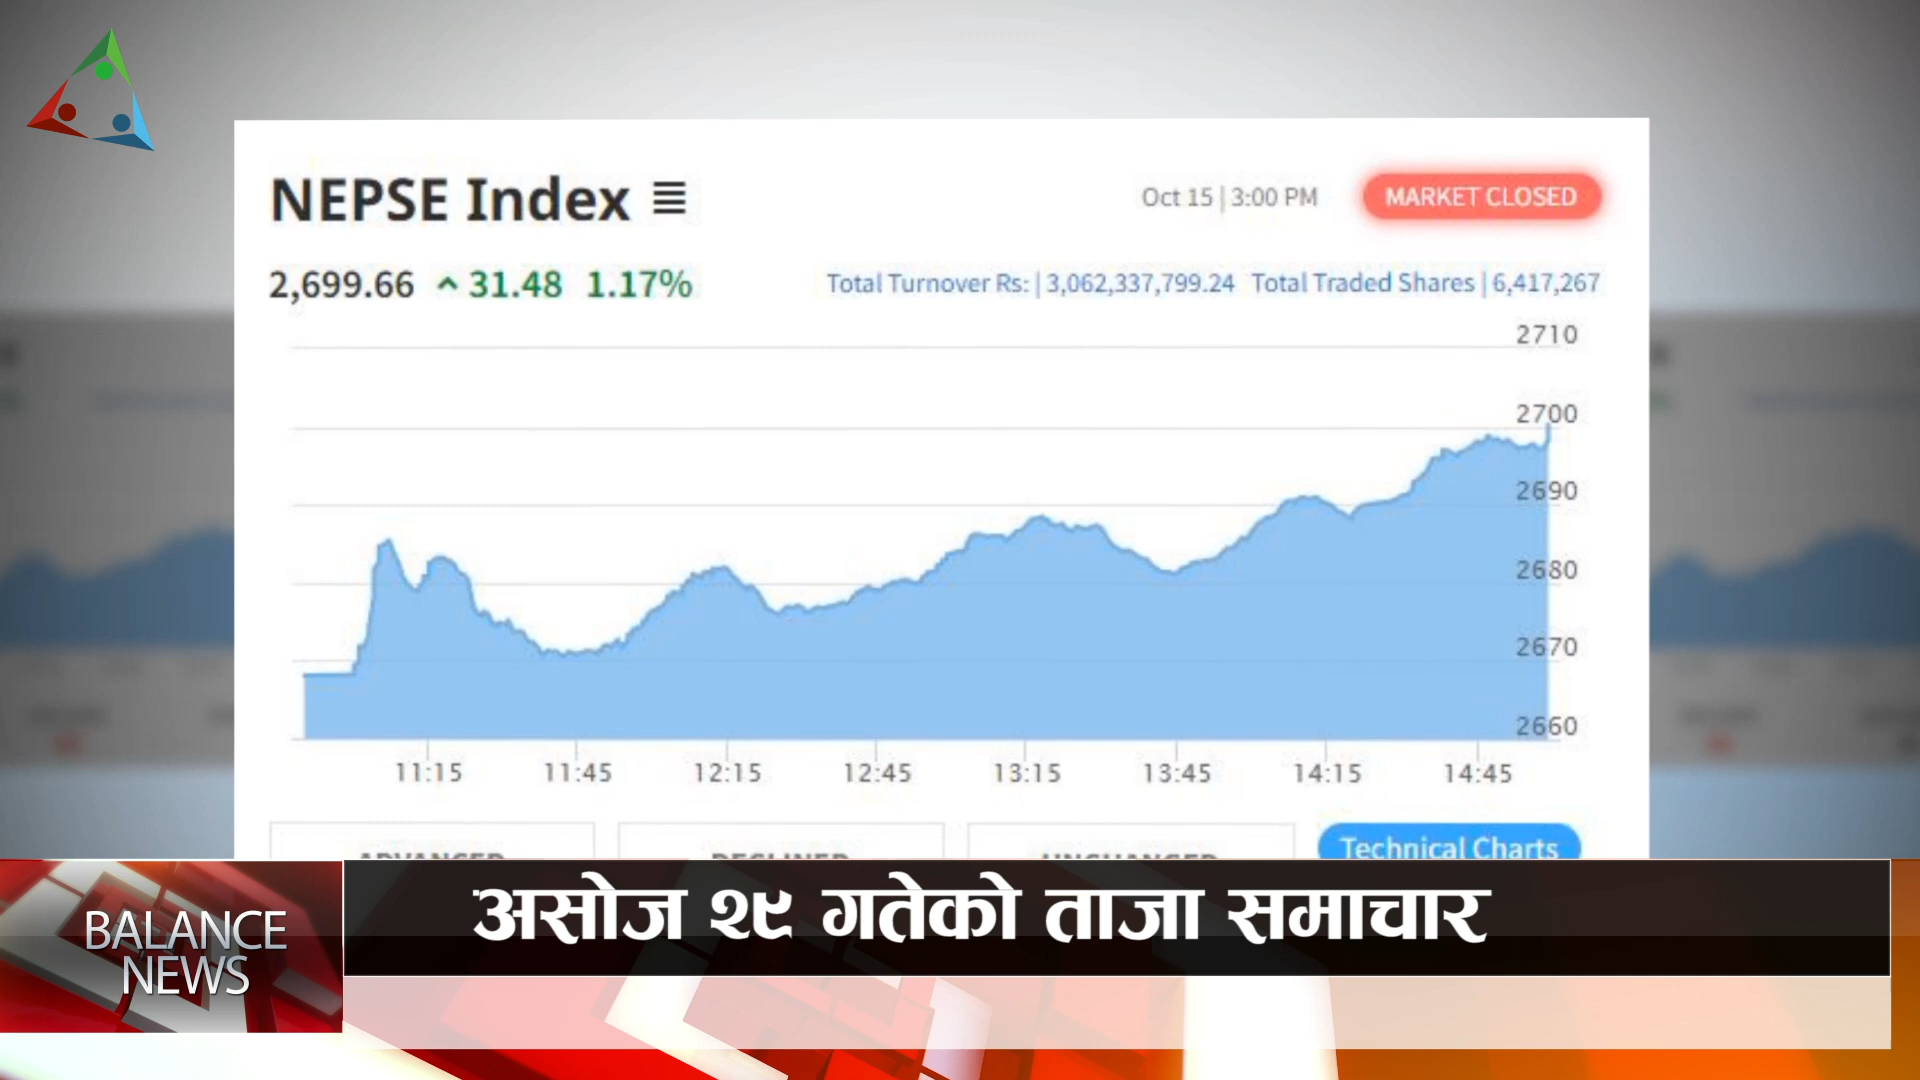 NEPSE Index
Oct 15 | 3:00 PM
MARKET CLOSED
2,699.66 31.48 1.17%
Total Turnover Rs: | 3,062,337,799.24 Total Traded Shares | 6,417,267
2710
2700
2690
2680
2670
2660
11:15 11:45 12:15 12:45 13:15 13:45 14:15 14:45
ADVANCED DECLINED UNCHANGED Technical Charts
असोज २९ गतेको ताजा समाचार
BALANCE
NEWS